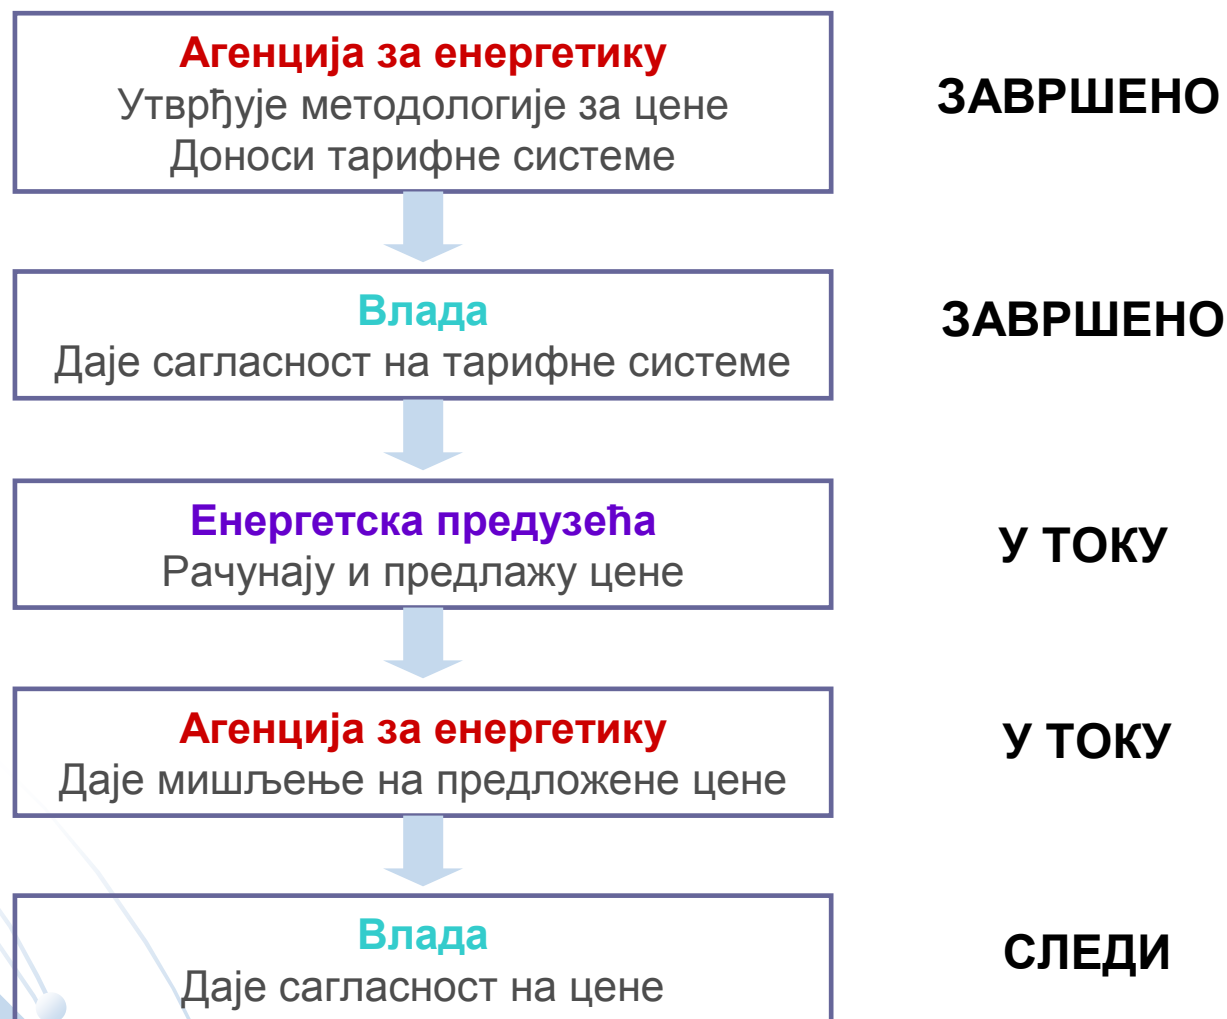 Агенција за енергетику
Утврђује методологије за цене
Доноси тарифне системе
ЗАВРШЕНО
Влада
Даје сагласност на тарифне системе
ЗАВРШЕНО
Енергетска предузећа
Рачунају и предлажу цене
У ТОКУ
Агенција за енергетику
Даје мишљење на предложене цене
У ТОКУ
Влада
Даје сагласност на цене
СЛЕДИ